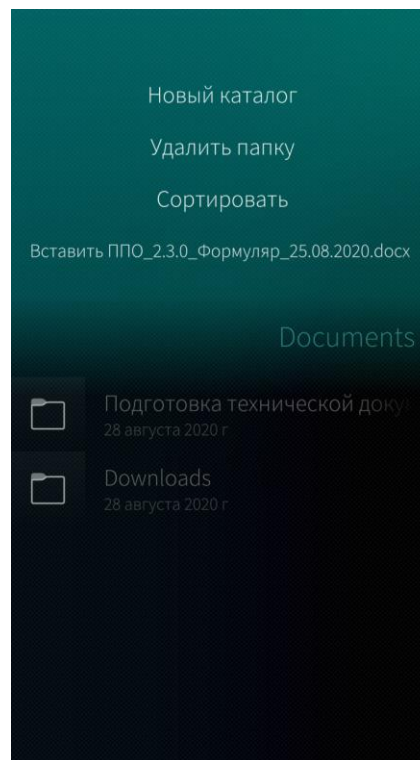 Новый каталог
Удалить папку
Сортировать
Вставить ППО_2.3.0_Формуляр_25.08.2020.docx
Documents
Подготовка технической доку
28 августа 2020 г
Downloads
28 августа 2020 г